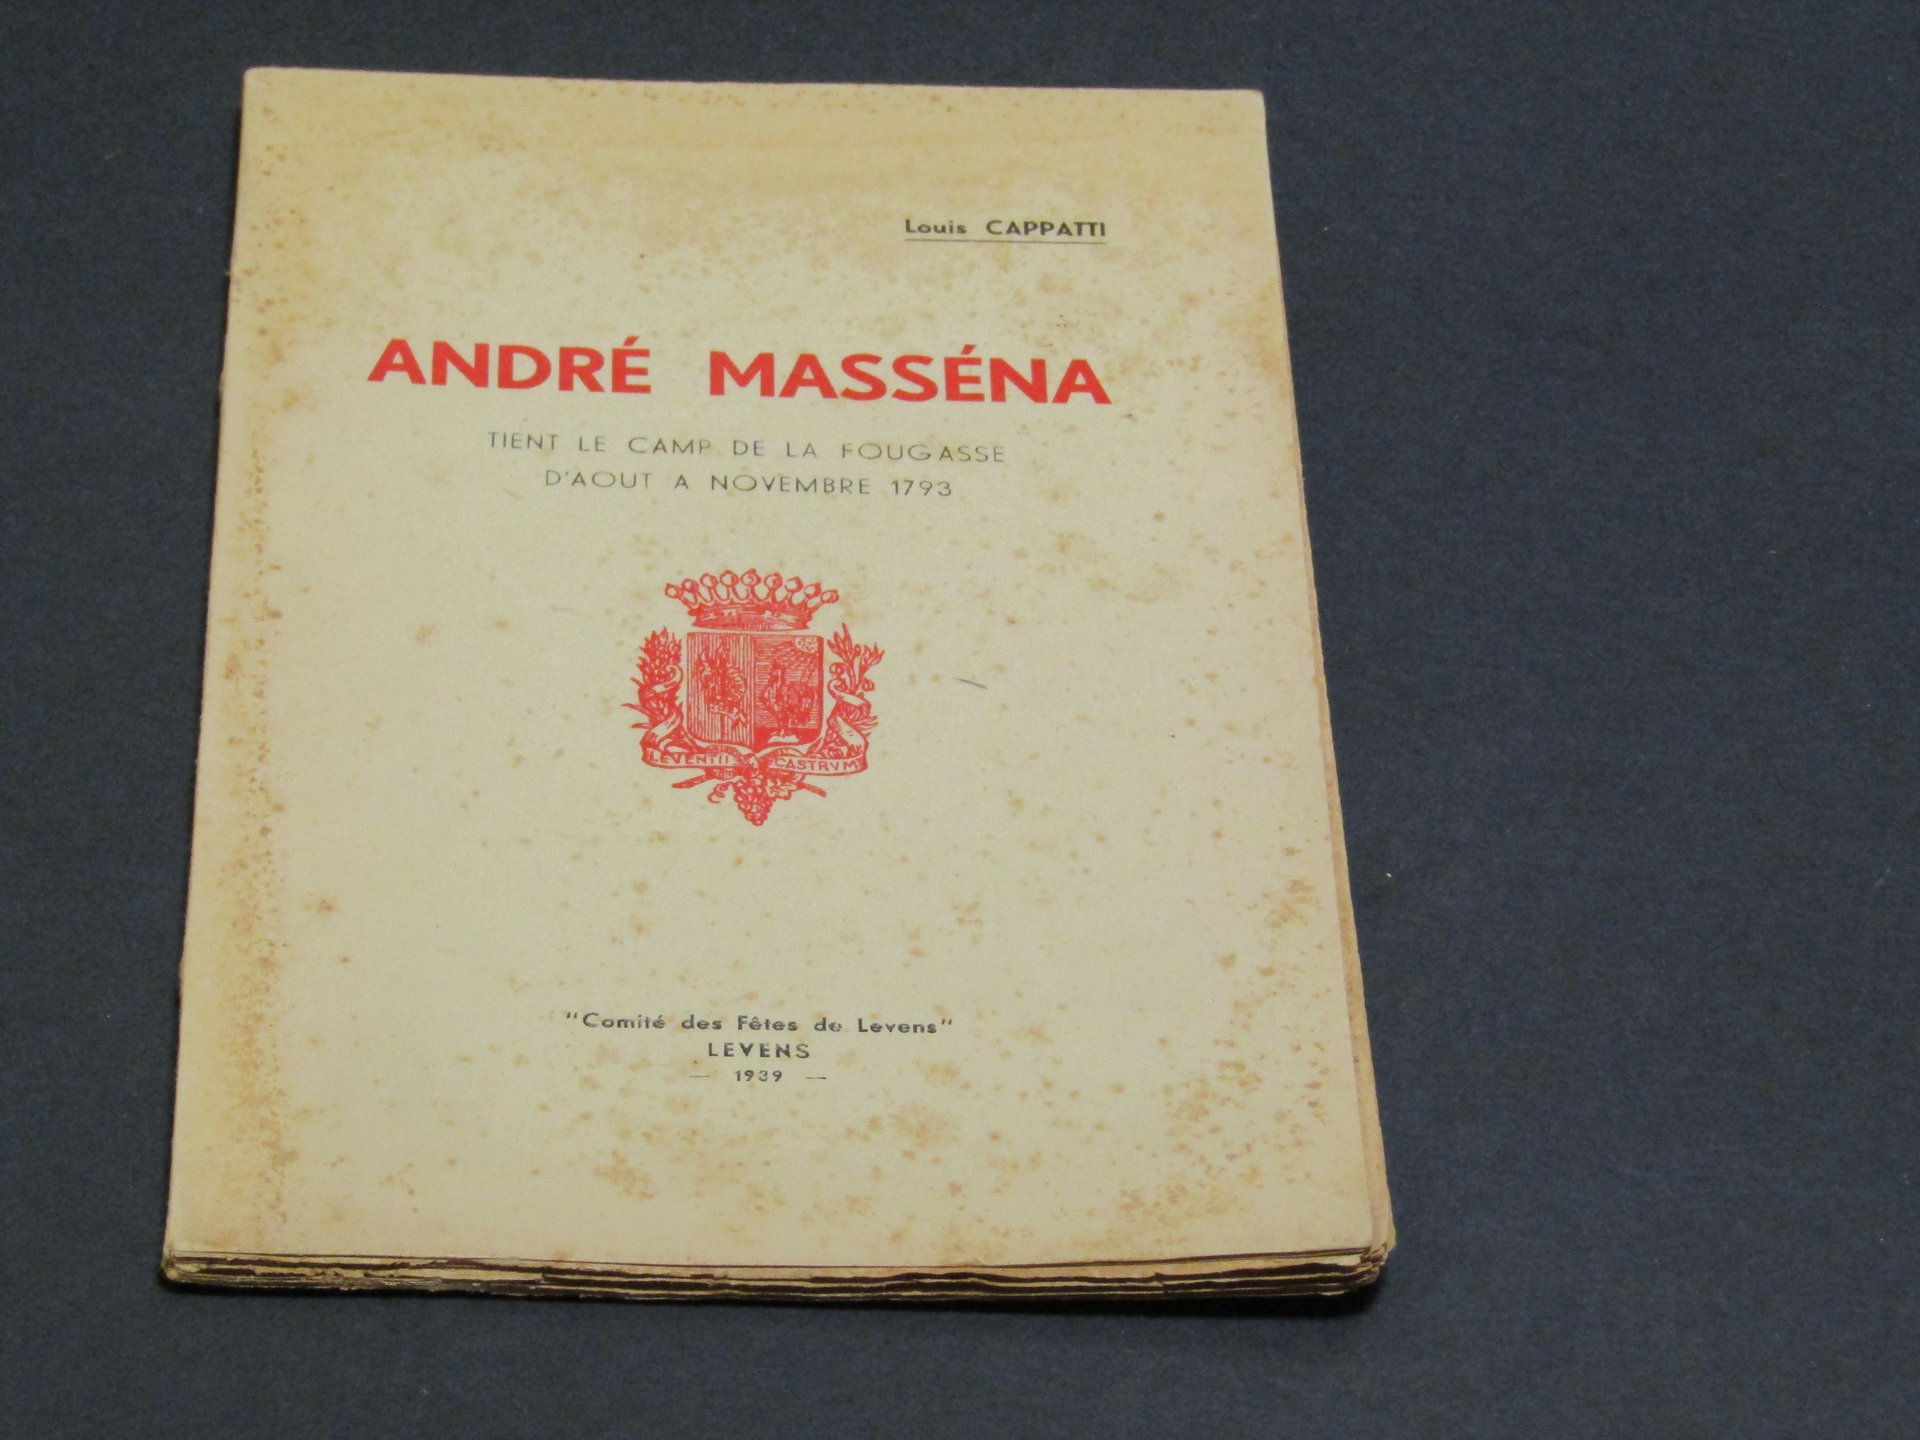 Louis CAPPATTI
ANDRÉ MASSÉNA
TIENT LE CAMP DE LA FOUGASSE
D'AOUT A NOVEMBRE 1793
LEVENTII CASTRVM
"Comité des Fêtes de Levens"
LEVENS
— 1939 —